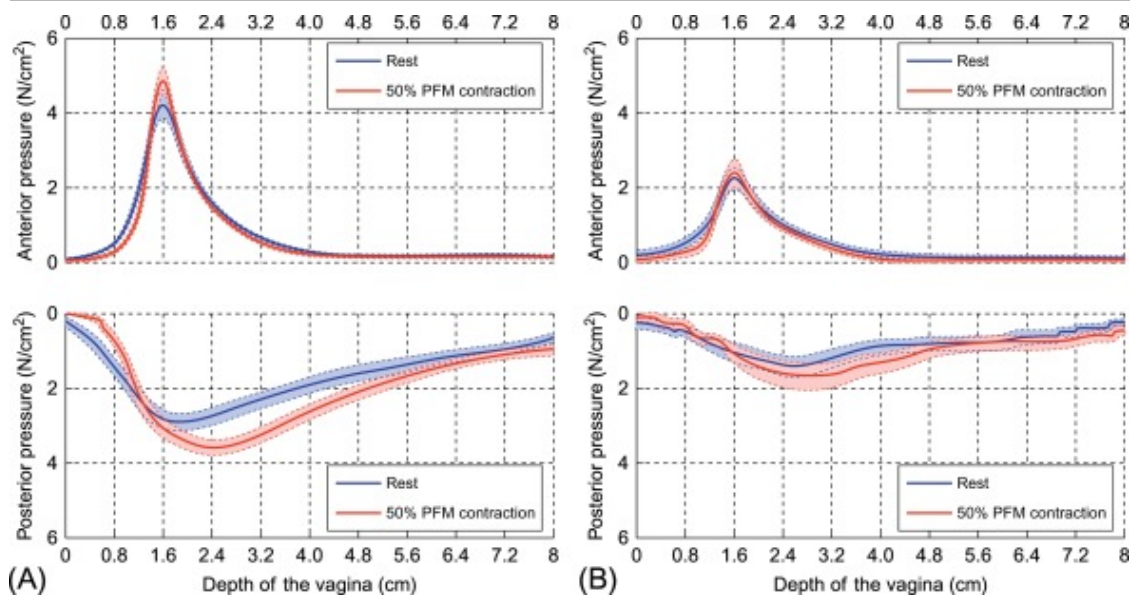 0 0.8 1.6 2.4 3.2 4.0 4.8 5.6 6.4 7.2 8
6
4
2
0
Anterior pressure (N/cm²)
Rest
50% PFM contraction
0
2
4
6
Posterior pressure (N/cm²)
Rest
50% PFM contraction
0 0.8 1.6 2.4 3.2 4.0 4.8 5.6 6.4 7.2 8
Depth of the vagina (cm)
(A)
0 0.8 1.6 2.4 3.2 4.0 4.8 5.6 6.4 7.2 8
6
4
2
0
Anterior pressure (N/cm²)
Rest
50% PFM contraction
0
2
4
6
Posterior pressure (N/cm²)
Rest
50% PFM contraction
0 0.8 1.6 2.4 3.2 4.0 4.8 5.6 6.4 7.2 8
Depth of the vagina (cm)
(B)